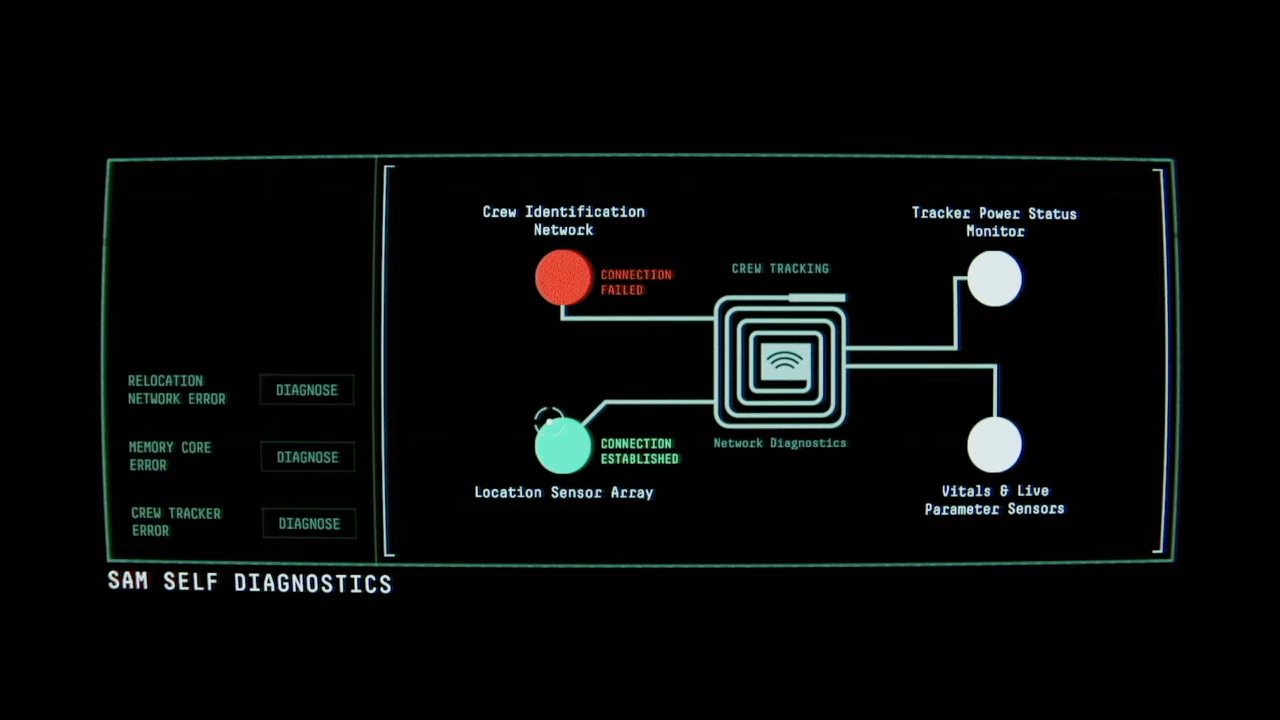 Crew Identification
Network
CONNECTION
FAILED
Tracker Power Status
Monitor
CREW TRACKING
Network Diagnostics
RELOCATION
NETWORK ERROR
DIAGNOSE
MEMORY CORE
ERROR
DIAGNOSE
CREW TRACKER
ERROR
DIAGNOSE
CONNECTION
ESTABLISHED
Location Sensor Array
Vitals & Live
Parameter Sensors
SAM SELF DIAGNOSTICS